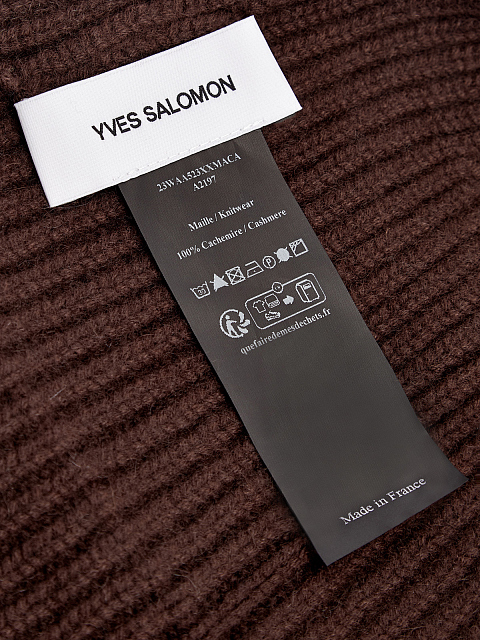 YVES SALOMON
23WAA523XXMACA
A2197
Maille / Knitwear
100% Cachemire / Cashmere
quefairedemesdechets.fr
Made in France